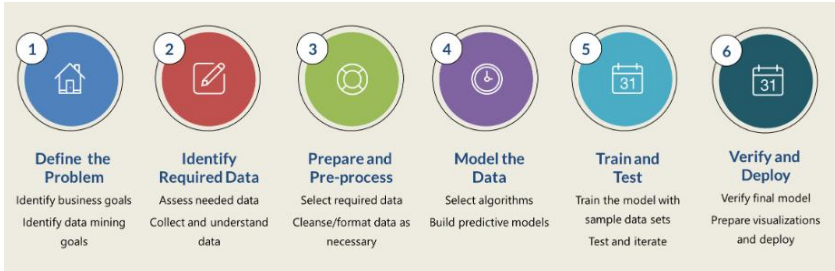 1
Define the
Problem
Identify business goals
Identify data mining
goals
2
Identify
Required Data
Assess needed data
Collect and understand
data
3
Prepare and
Pre-process
Select required data
Cleanse/format data as
necessary
4
Model the
Data
Select algorithms
Build predictive models
5
31
Train and
Test
Train the model with
sample data sets
Test and iterate
6
31
Verify and
Deploy
Verify final model
Prepare visualizations
and deploy